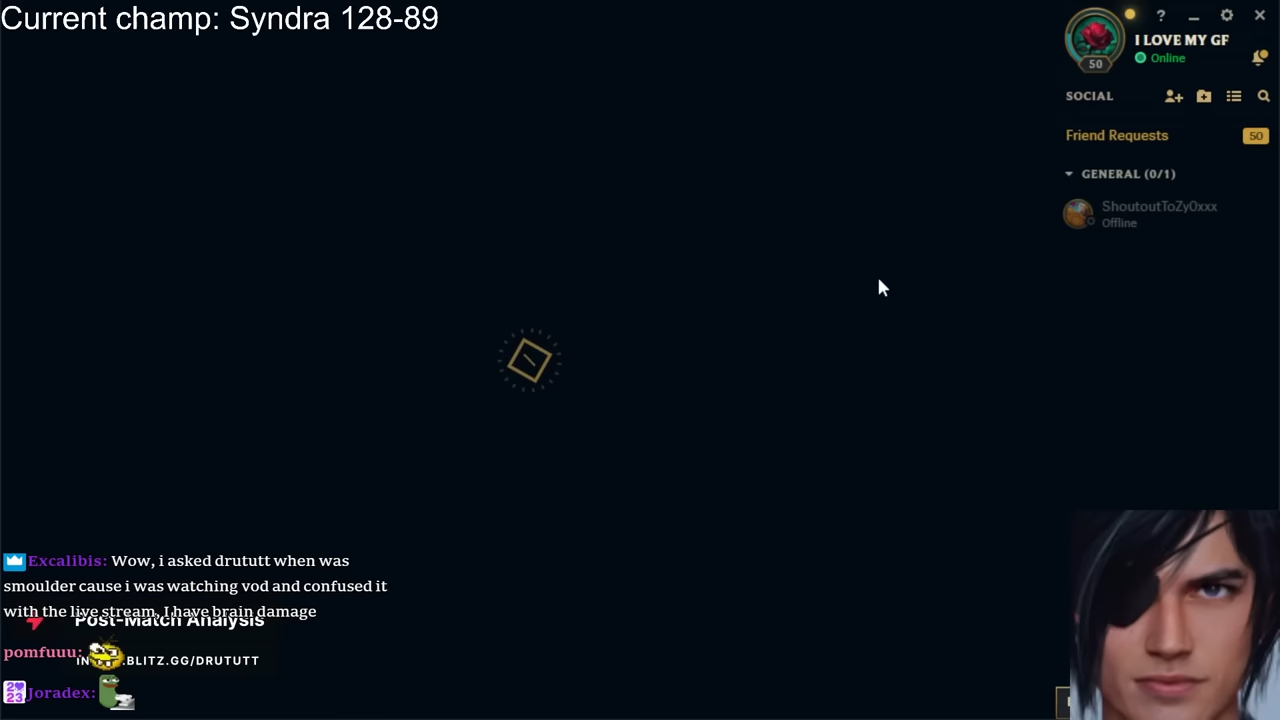 Current champ: Syndra 128-89
?
I LOVE MY GF
50
Online
SOCIAL
Friend Requests
50
GENERAL (0/1)
ShoutoutToZy0xxx
Offline
Excalibis: Wow, i asked drututt when was
smoulder cause i was watching vod and confused it
with the live stream, I have brain damage
Post-Match Analysis
pomfuuu:
BLITZ.GG/DRUTUTT
2023
Joradex: